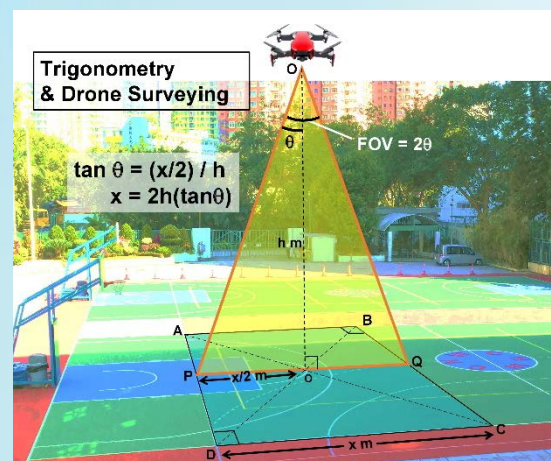 Trigonometry
& Drone Surveying
O
θ
FOV = 2θ
tan θ = (x/2) / h
x = 2h(tanθ)
h m
A
B
P
x/2 m
O
Q
D
x m
C